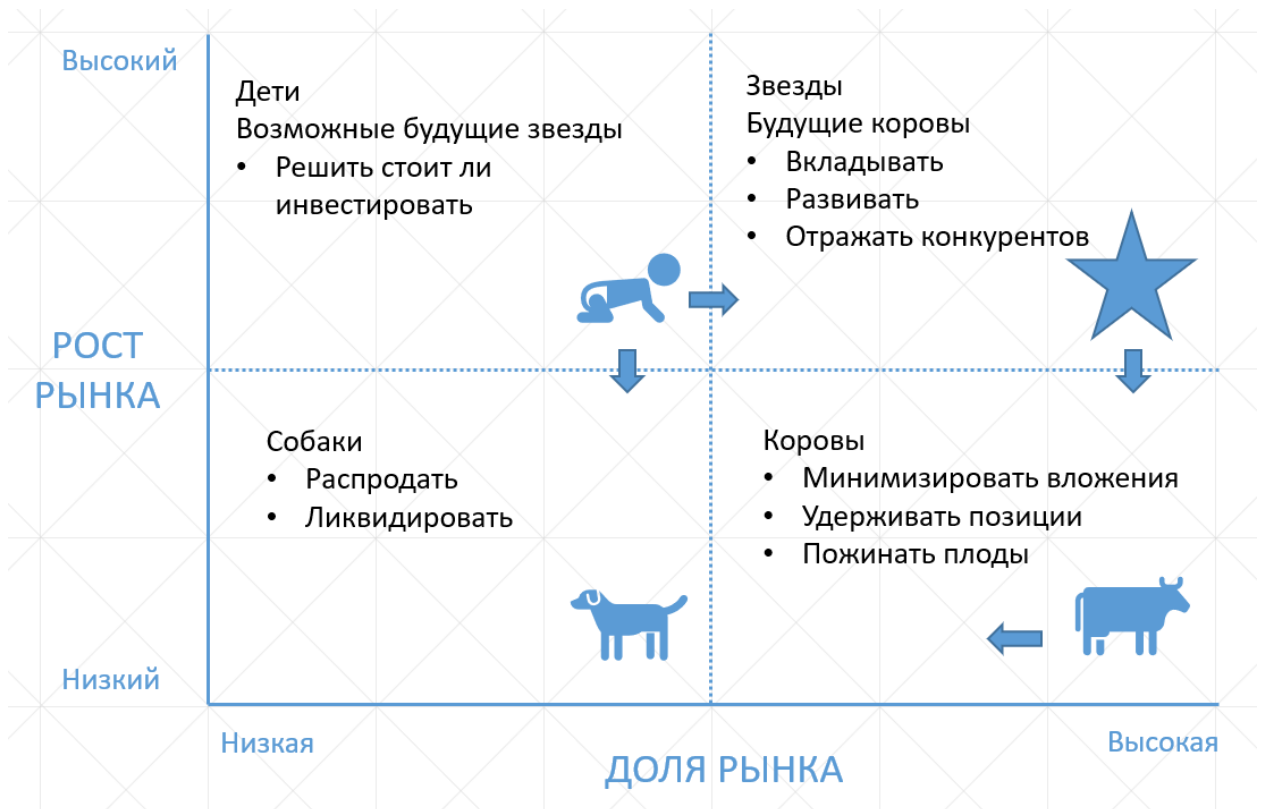 Высокий
Дети
Возможные будущие звезды
• Решить стоит ли
инвестировать
Звезды
Будущие коровы
• Вкладывать
• Развивать
• Отражать конкурентов
РОСТ
РЫНКА
Собаки
• Распродать
• Ликвидировать
Коровы
• Минимизировать вложения
• Удерживать позиции
• Пожинать плоды
Низкий
Низкая
ДОЛЯ РЫНКА
Высокая